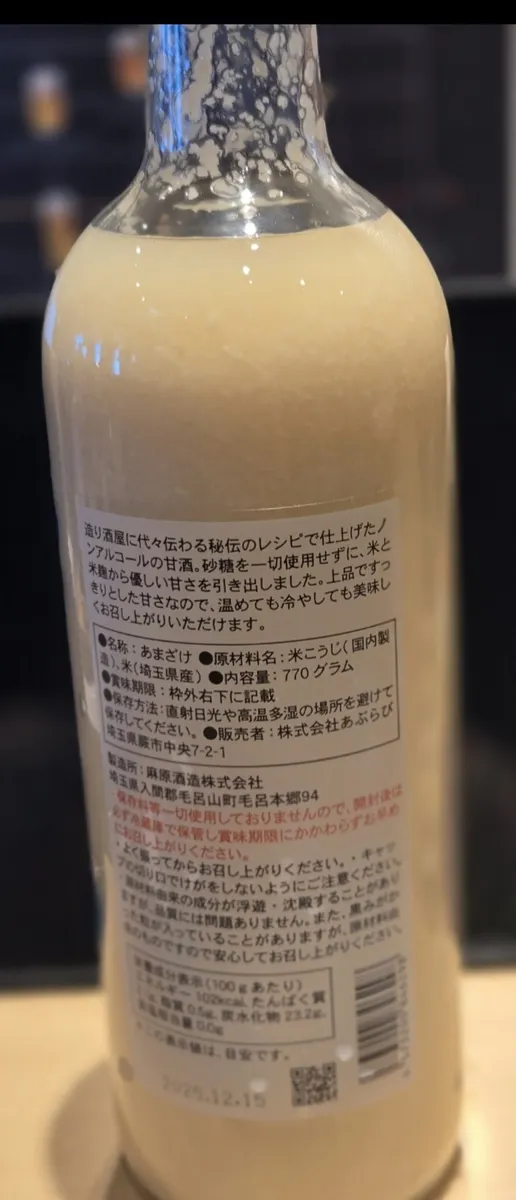 造り酒屋に代々伝わる秘伝のレシピで仕上げたノ
ンアルコールの甘酒。砂糖を一切使用せずに、米と
米麹から優しい甘さを引き出しました。上品ですっ
きりとした甘さなので、温めても冷やしても美味し
くお召し上がりいただけます。
●名称：あまざけ ●原材料名：米こうじ(国内製
造)、米(埼玉県産) ●内容量：770グラム
●賞味期限：枠外右下に記載
●保存方法：直射日光や高温多湿の場所を避けて
保存してください。●販売者：株式会社あぶらび
埼玉県蕨市中央7-2-1
製造所：麻原酒造株式会社
埼玉県入間郡毛呂山町毛呂本郷94
保存料等一切使用しておりませんので、開封後は
必ず冷蔵庫で保管し賞味期限にかかわらずお早め
にお召し上がりください。
・よく振ってからお召し上がりください。・キャッ
プの切り口でけがをしないようにご注意ください。
・原材料由来の成分が浮遊・沈殿することがあり
ますが、品質には問題ありません。また、黒みがか
った粒が入っていることがありますが、原材料由
来のものですので安心してお召し上がりください。
栄養成分表示(100gあたり)
エネルギー 102kcal、たんぱく質
脂質0.5g、炭水化物 23.2g、
食塩相当量 0.0g
※この表示値は、目安です。
2025.12.15